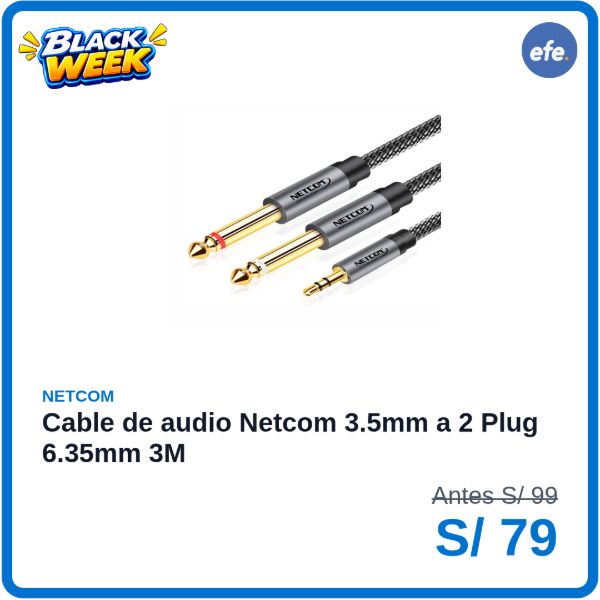 BLACK
WEEK
efe.
NETCOM
NETCOM
NETCOM
NETCOM
Cable de audio Netcom 3.5mm a 2 Plug
6.35mm 3M
Antes S/ 99
S/ 79